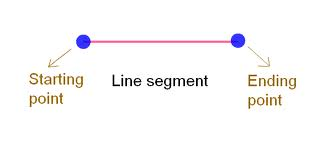 Starting
point
Line segment
Ending
point